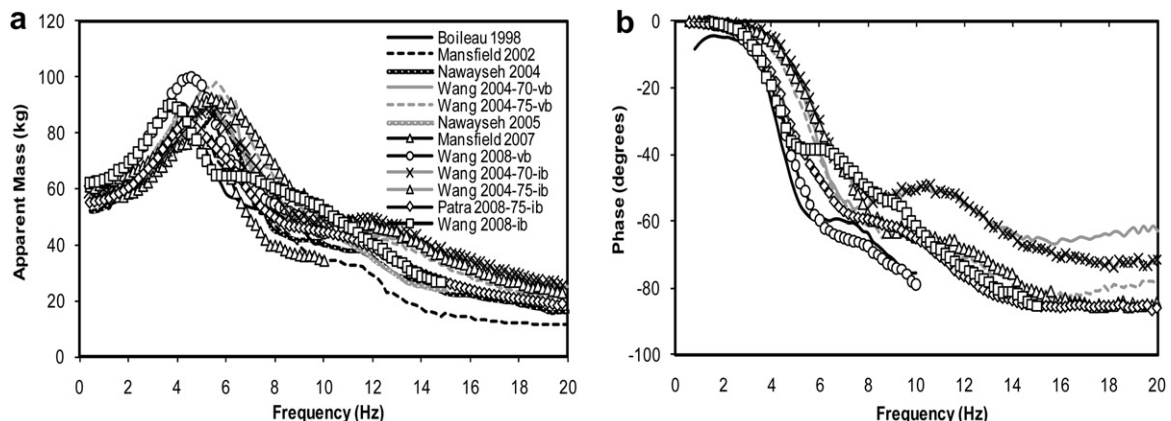 a
120
100
80
60
40
20
0
Apparent Mass (kg)
Boileau 1998
Mansfield 2002
Nawayseh 2004
Wang 2004-70-vb
Wang 2004-75-vb
Nawayseh 2005
Mansfield 2007
Wang 2008-vb
Wang 2004-70-ib
Wang 2004-75-ib
Patra 2008-75-ib
Wang 2008-ib
0 2 4 6 8 10 12 14 16 18 20
Frequency (Hz)
b
0
-20
-40
-60
-80
-100
Phase (degrees)
0 2 4 6 8 10 12 14 16 18 20
Frequency (Hz)